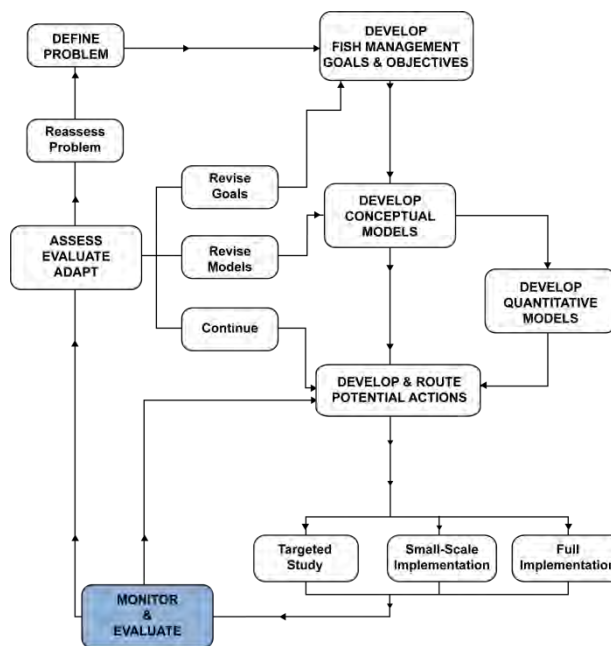 DEFINE
PROBLEM
DEVELOP
FISH MANAGEMENT
GOALS & OBJECTIVES
Reassess
Problem
Revise
Goals
ASSESS
EVALUATE
ADAPT
Revise
Models
DEVELOP
CONCEPTUAL
MODELS
DEVELOP
QUANTITATIVE
MODELS
Continue
DEVELOP & ROUTE
POTENTIAL ACTIONS
Targeted
Study
Small-Scale
Implementation
Full
Implementation
MONITOR
&
EVALUATE